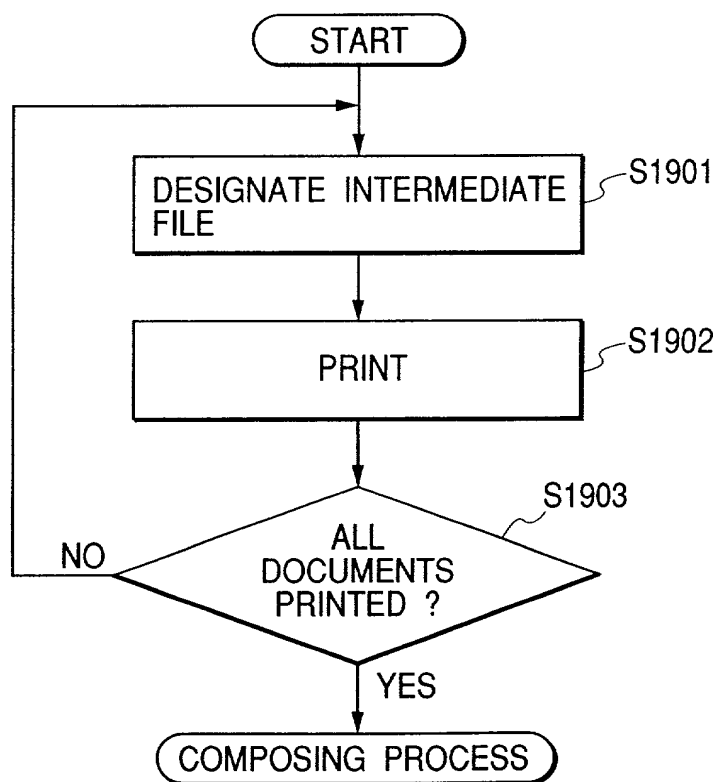 START
DESIGNATE INTERMEDIATE
FILE
S1901
PRINT
S1902
S1903
ALL
DOCUMENTS
PRINTED ?
NO
YES
COMPOSING PROCESS